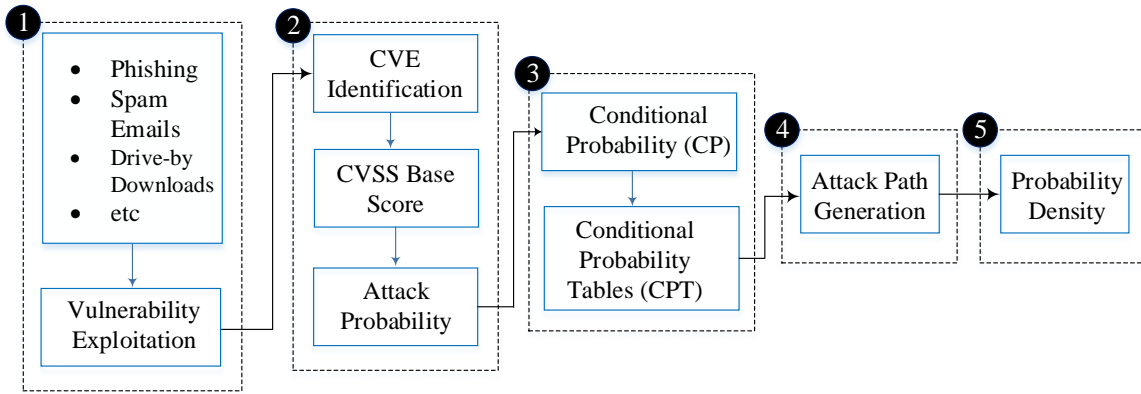 1
• Phishing
• Spam
Emails
• Drive-by
Downloads
• etc
Vulnerability
Exploitation
2
CVE
Identification
CVSS Base
Score
Attack
Probability
3
Conditional
Probability (CP)
Conditional
Probability
Tables (CPT)
4
Attack Path
Generation
5
Probability
Density